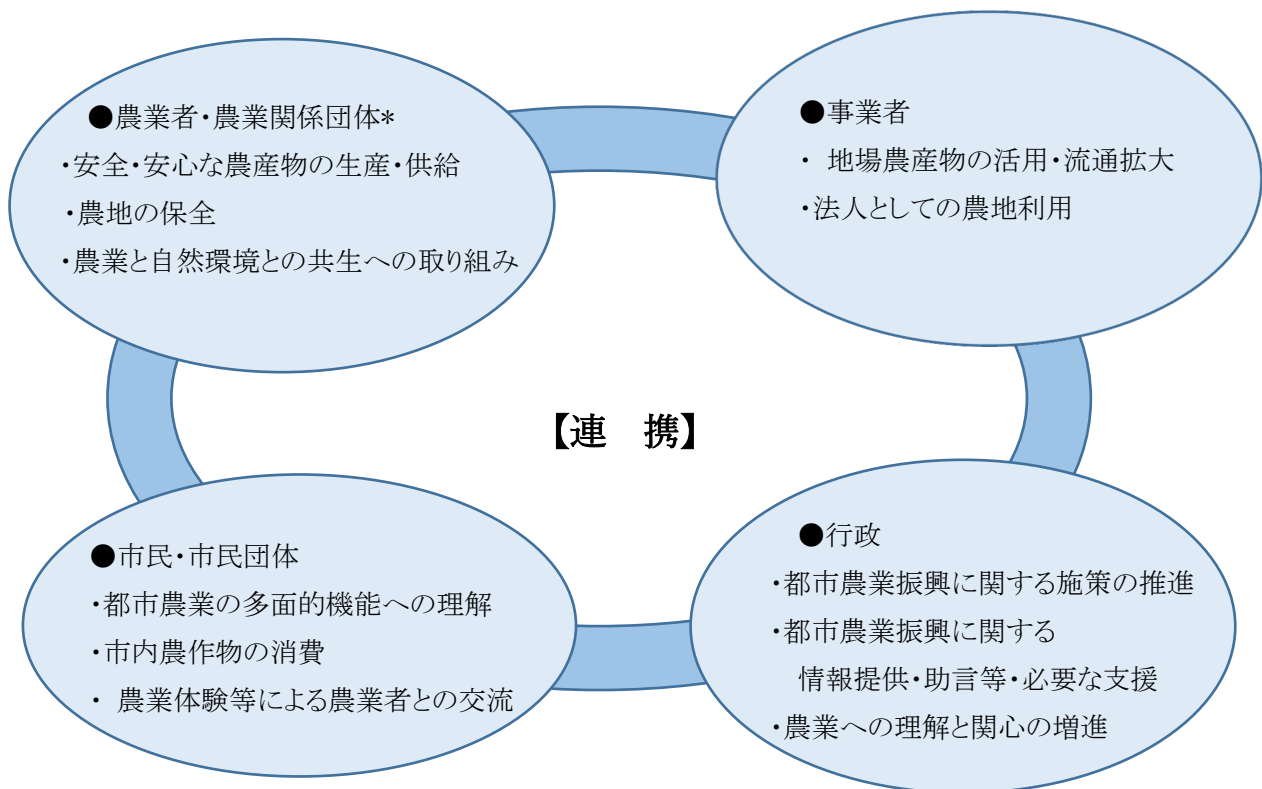 ●農業者・農業関係団体*
・安全・安心な農産物の生産・供給
・農地の保全
・農業と自然環境との共生への取り組み
●事業者
・ 地場農産物の活用・流通拡大
・法人としての農地利用
【連　携】
●市民・市民団体
・都市農業の多面的機能への理解
・市内農作物の消費
・ 農業体験等による農業者との交流
●行政
・都市農業振興に関する施策の推進
・都市農業振興に関する
情報提供・助言等・必要な支援
・農業への理解と関心の増進